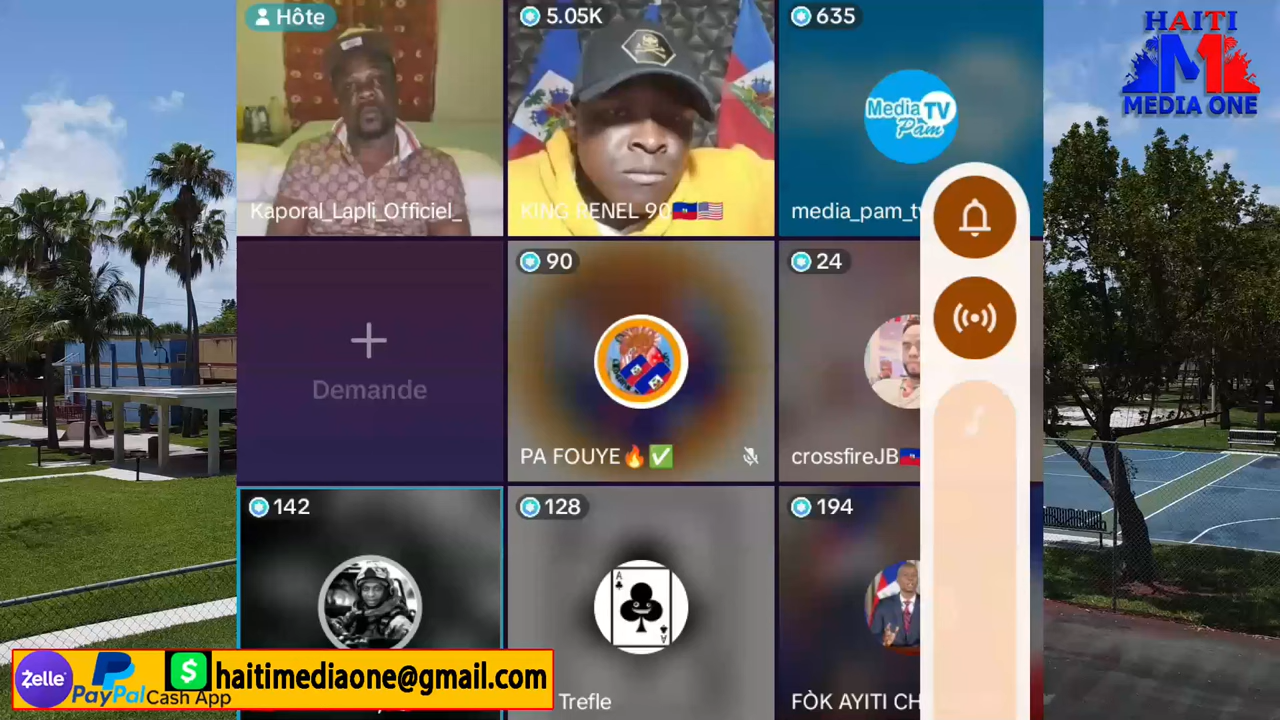 Hôte
5.05K
635
HAITI
M
MEDIA ONE
Media TV
Pam
Kaporal_Lapli_Officiel_
KING RENEL 90🇭🇹🇺🇸
media_pam_tv
90
24
Demande
PA FOUYE🔥✅
crossfireJB🇭🇹
142
128
194
A
A
Zelle
PayPal
$
Cash App
haitimediaone@gmail.com
Trefle
FÒK AYITI CH